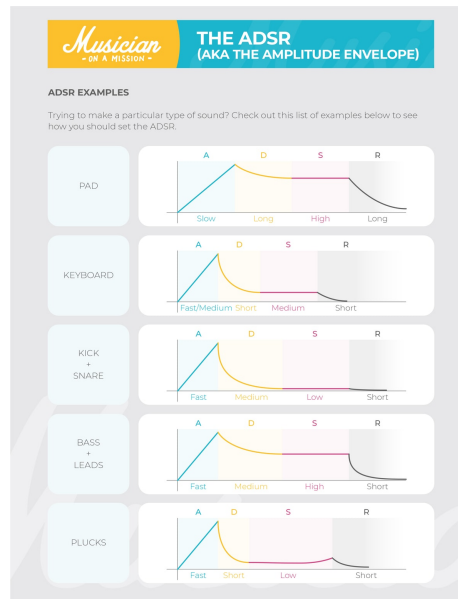 Musician
- ON A MISSION -
THE ADSR
(AKA THE AMPLITUDE ENVELOPE)
ADSR EXAMPLES
Trying to make a particular type of sound? Check out this list of examples below to see
how you should set the ADSR.
PAD
A D S R
Slow Long High Long
KEYBOARD
A D S R
Fast/Medium Short Medium Short
KICK
+
SNARE
A D S R
Fast Medium Low Short
BASS
+
LEADS
A D S R
Fast Medium High Short
PLUCKS
A D S R
Fast Short Low Short